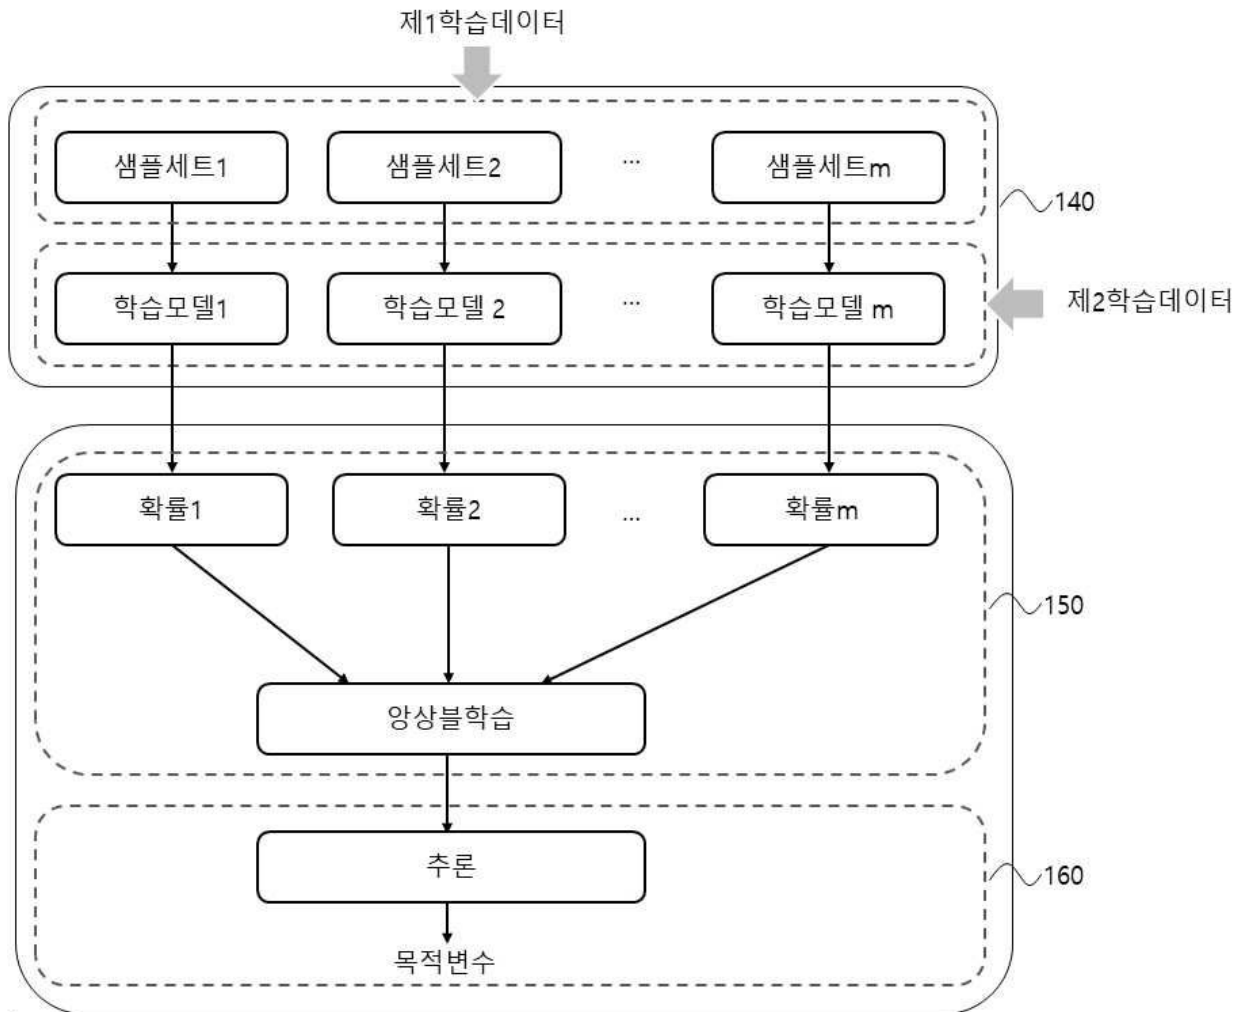 제1학습데이터
샘플세트1 샘플세트2 ... 샘플세트m
140
학습모델1 학습모델 2 ... 학습모델 m
제2학습데이터
확률1 확률2 ... 확률m
150
앙상블학습
추론
160
목적변수